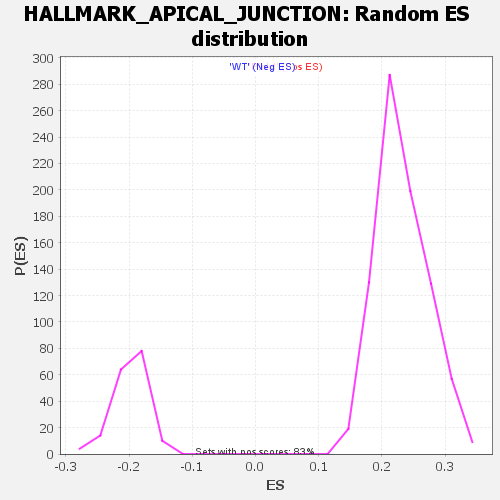 HALLMARK_APICAL_JUNCTION: Random ES
distribution
'WT' (Neg ES)os ES)
300
280
260
240
220
200
180
160
140
120
100
80
60
40
20
0
P(ES)
Sets with pos scores: 83%
-0.3 -0.2 -0.1 0.0 0.1 0.2 0.3
ES